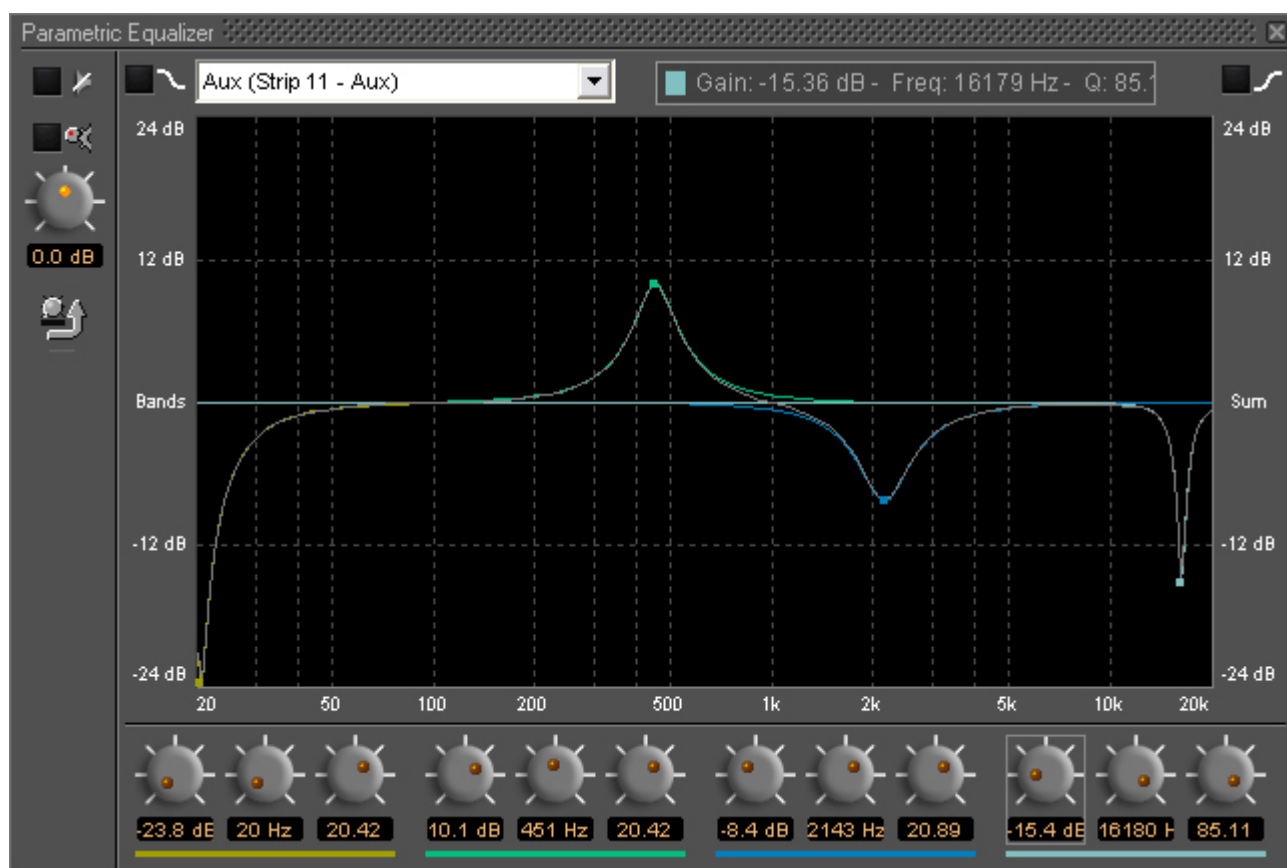 Parametric Equalizer
Aux (Strip 11 - Aux)
Gain: -15.36 dB - Freq: 16179 Hz - Q: 85.1
24 dB
24 dB
12 dB
12 dB
0.0 dB
Bands
Sum
-12 dB
-12 dB
-24 dB
-24 dB
20 50 100 200 500 1k 2k 5k 10k 20k
-23.8 dB 20 Hz 20.42 10.1 dB 451 Hz 20.42 -8.4 dB 2143 Hz 20.89 -15.4 dB 16180 H 85.11